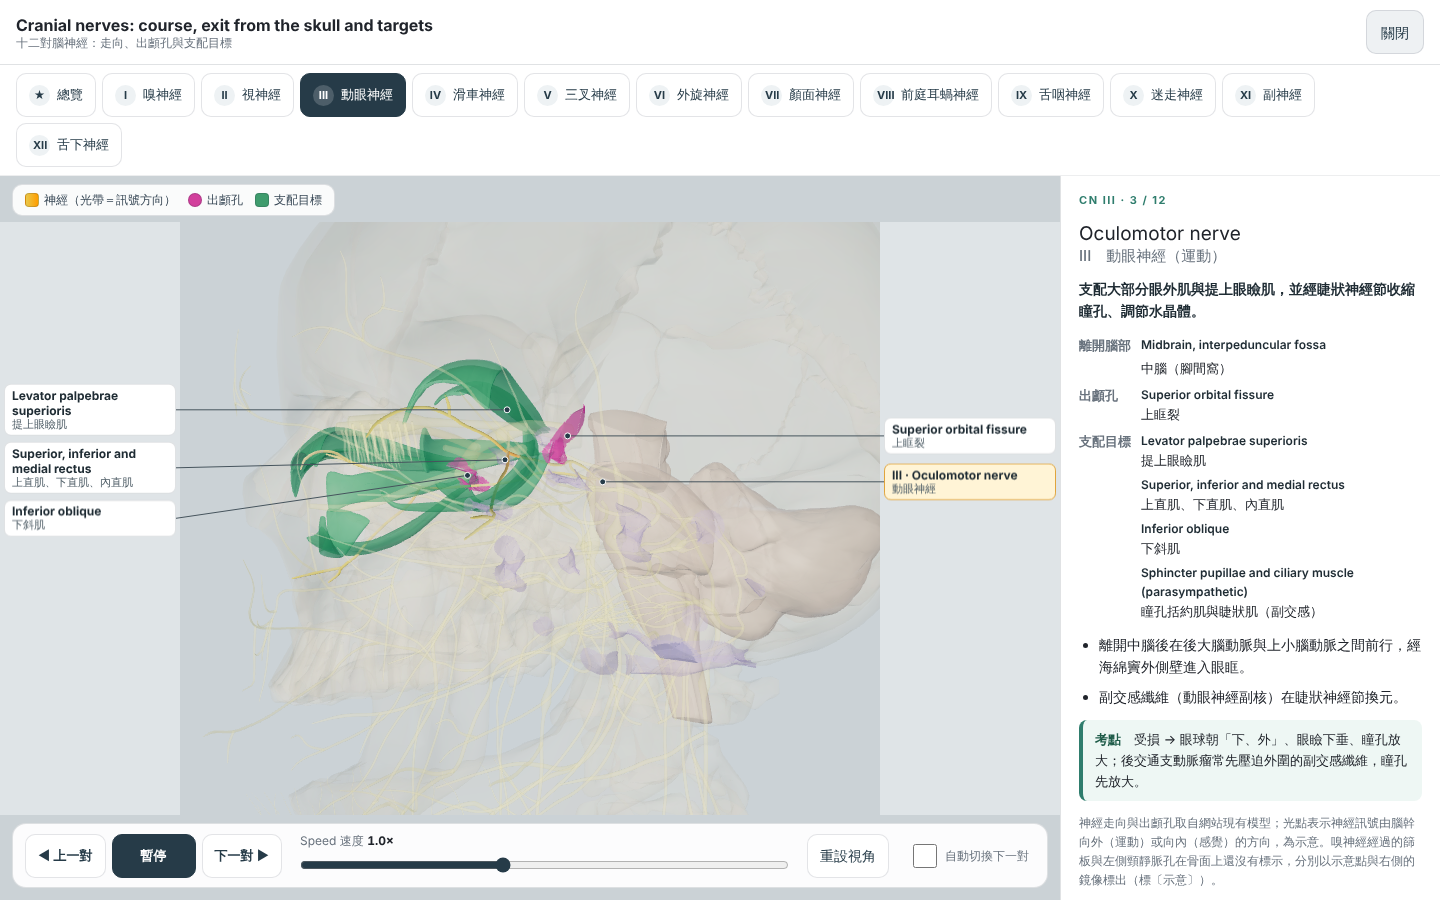 Cranial nerves: course, exit from the skull and targets
十二對腦神經：走向、出顱孔與支配目標
關閉
★ 總覽
I 嗅神經
II 視神經
III 動眼神經
IV 滑車神經
V 三叉神經
VI 外旋神經
VII 顏面神經
VIII 前庭耳蝸神經
IX 舌咽神經
X 迷走神經
XI 副神經
XII 舌下神經
神經（光帶＝訊號方向）
出顱孔
支配目標
Levator palpebrae
superioris
提上眼瞼肌
Superior, inferior and
medial rectus
上直肌、下直肌、內直肌
Inferior oblique
下斜肌
Superior orbital fissure
上眶裂
III · Oculomotor nerve
動眼神經
◀ 上一對
暫停
下一對 ▶
Speed 速度 1.0×
重設視角
自動切換下一對
CN III · 3 / 12
Oculomotor nerve
III 動眼神經（運動）
支配大部分眼外肌與提上眼瞼肌，並經睫狀神經節收縮
瞳孔、調節水晶體。
離開腦部 Midbrain, interpeduncular fossa
中腦（腳間窩）
出顱孔 Superior orbital fissure
上眶裂
支配目標 Levator palpebrae superioris
提上眼瞼肌
Superior, inferior and medial rectus
上直肌、下直肌、內直肌
Inferior oblique
下斜肌
Sphincter pupillae and ciliary muscle
(parasympathetic)
瞳孔括約肌與睫狀肌（副交感）
• 離開中腦後在後大腦動脈與上小腦動脈之間前行，經
海綿竇外側壁進入眼眶。
• 副交感纖維（動眼神經副核）在睫狀神經節換元。
考點 受損 → 眼球朝「下、外」、眼瞼下垂、瞳孔放
大；後交通支動脈瘤常先壓迫外圍的副交感纖維，瞳孔
先放大。
神經走向與出顱孔取自網站現有模型；光點表示神經訊號由腦幹
向外（運動）或向內（感覺）的方向，為示意。嗅神經經過的篩
板與左側頸靜脈孔在骨面上還沒有標示，分別以示意點與右側的
鏡像標出（標〔示意〕）。